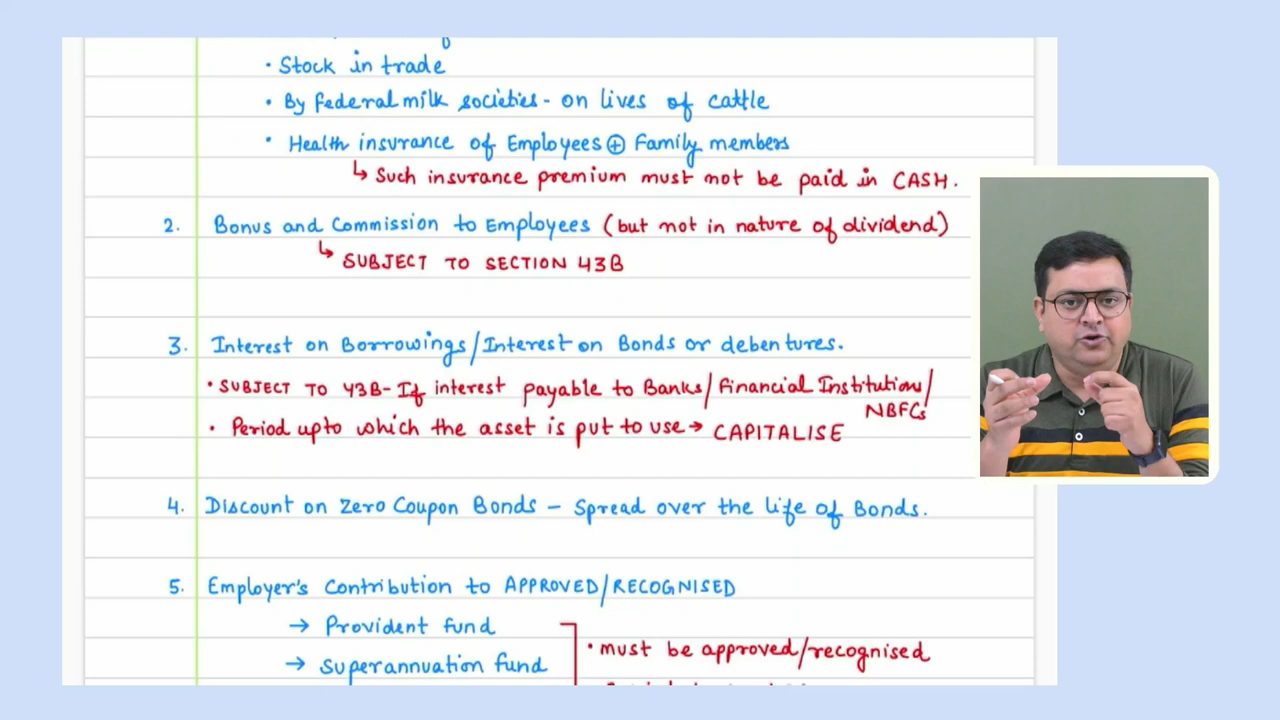 • Stock in trade
• By federal milk societies - on lives of cattle
• Health insurance of Employees ⊕ Family members
↳ Such insurance premium must not be paid in CASH.
2. Bonus and Commission to Employees (but not in nature of dividend)
↳ SUBJECT TO SECTION 43B
3. Interest on Borrowings/Interest on Bonds or debentures.
• SUBJECT TO 43B- If interest payable to Banks/Financial Institution/
NBFCs
• Period upto which the asset is put to use → CAPITALISE
4. Discount on Zero Coupon Bonds - Spread over the life of Bonds.
5. Employer's Contribution to APPROVED/RECOGNISED
→ Provident fund
→ Superannuation fund
• must be approved/recognised